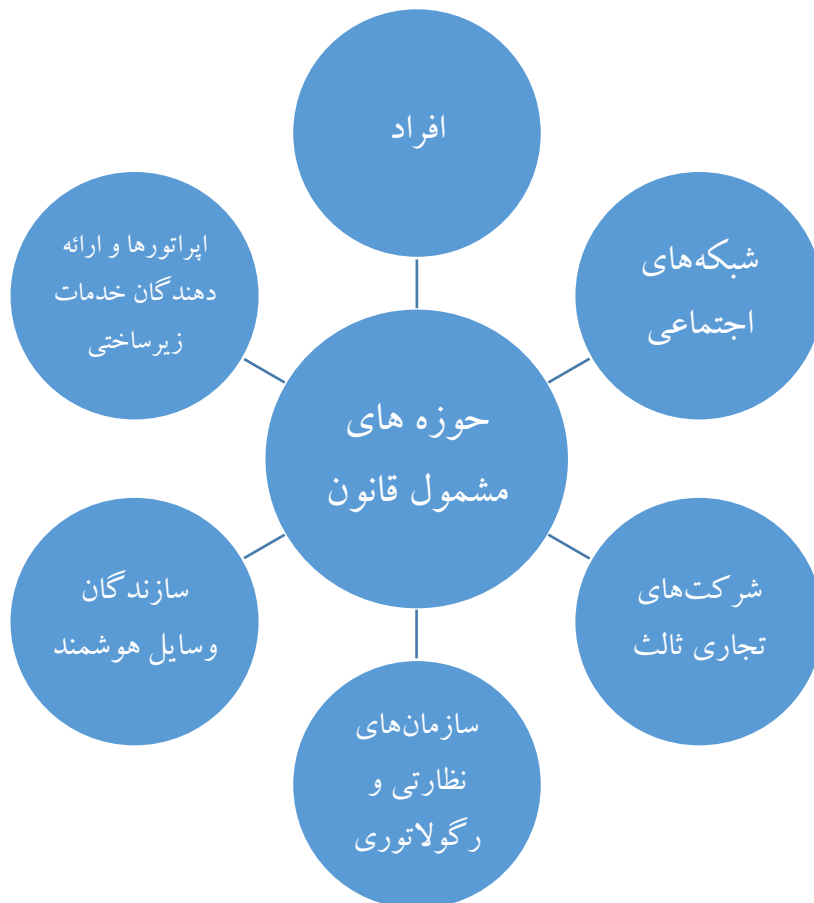 افراد
شبکه‌های
اجتماعی
اپراتورها و ارائه
دهندگان خدمات
زیرساختی
حوزه های
مشمول قانون
شرکت‌های
تجاری ثالث
سازندگان
وسایل هوشمند
سازمان‌های
نظارتی و
رگولاتوری